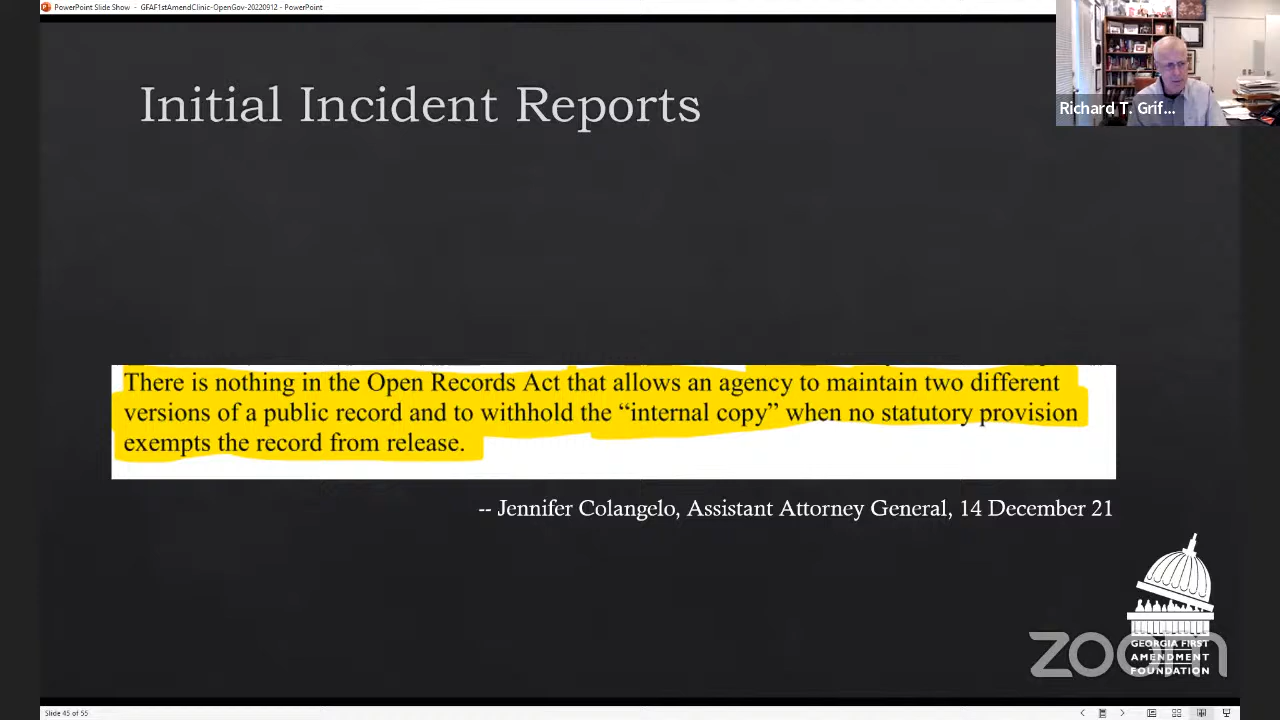 PowerPoint Slide Show - GFAF1stAmendClinic-OpenGov-20220912 - PowerPoint
Richard T. Grif...
Initial Incident Reports
There is nothing in the Open Records Act that allows an agency to maintain two different
versions of a public record and to withhold the “internal copy” when no statutory provision
exempts the record from release.
-- Jennifer Colangelo, Assistant Attorney General, 14 December 21
zoom
GEORGIA FIRST
AMENDMENT
FOUNDATION
Slide 45 of 55